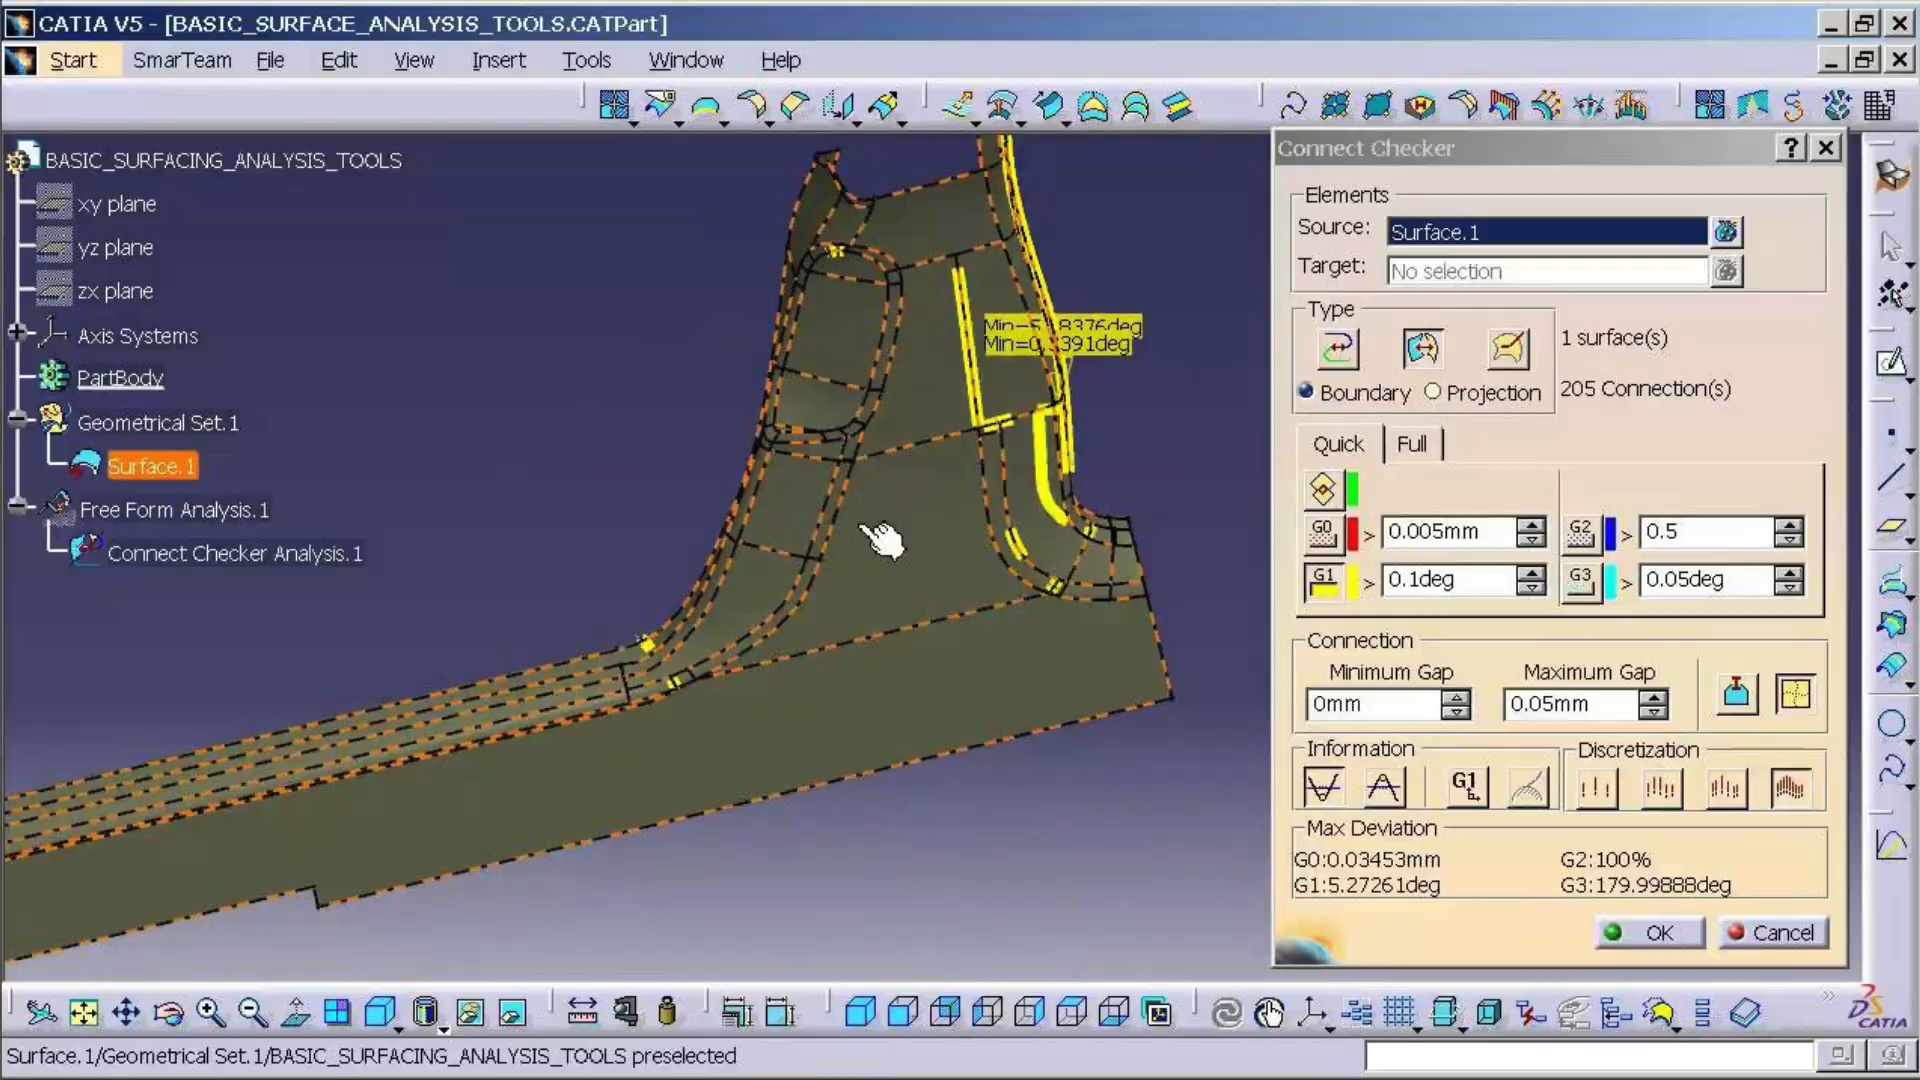 CATIA V5 - [BASIC_SURFACE_ANALYSIS_TOOLS.CATPart]
Start SmarTeam File Edit View Insert Tools Window Help
BASIC_SURFACING_ANALYSIS_TOOLS
xy plane
yz plane
zx plane
Axis Systems
PartBody
Geometrical Set.1
Surface.1
Free Form Analysis.1
Connect Checker Analysis.1
Connect Checker
Elements
Source: Surface.1
Target: No selection
Type
1 surface(s)
Boundary Projection 205 Connection(s)
Quick Full
G0 > 0.005mm G2 > 0.5
G1 > 0.1deg G3 > 0.05deg
Connection
Minimum Gap Maximum Gap
0mm 0.05mm
Information Discretization
G1
Max Deviation
G0:0.03453mm G2:100%
G1:5.27261deg G3:179.99888deg
OK Cancel
CATIA
Surface.1/Geometrical Set.1/BASIC_SURFACING_ANALYSIS_TOOLS preselected